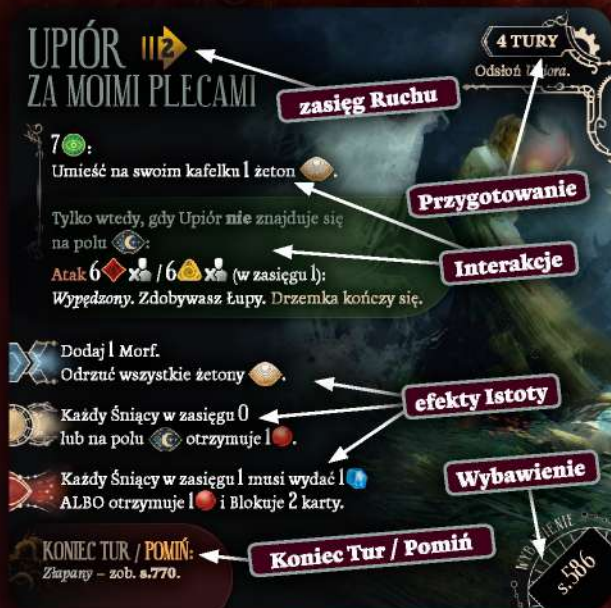 UPIÓR 2
ZA MOIMI PLECAMI
4 TURY
Odsłoń Upiora.
zasięg Ruchu
7 :
Umieść na swoim kafelku 1 żeton .
Przygotowanie
Tylko wtedy, gdy Upiór nie znajduje się
na polu :
Interakcje
Atak 6 x / 6 x (w zasięgu 1):
Wypędzony. Zdobywasz Łupy. Drzemka kończy się.
Dodaj 1 Morf.
Odrzuć wszystkie żetony .
efekty Istoty
Każdy Śniący w zasięgu 0
lub na polu otrzymuje 1 .
Każdy Śniący w zasięgu 1 musi wydać 1
ALBO otrzymuje 1 i Blokuje 2 karty.
Wybawienie
WYBAWIENIE
s.586
KONIEC TUR / POMIŃ:
Złapany – zob. s.770.
Koniec Tur / Pomiń